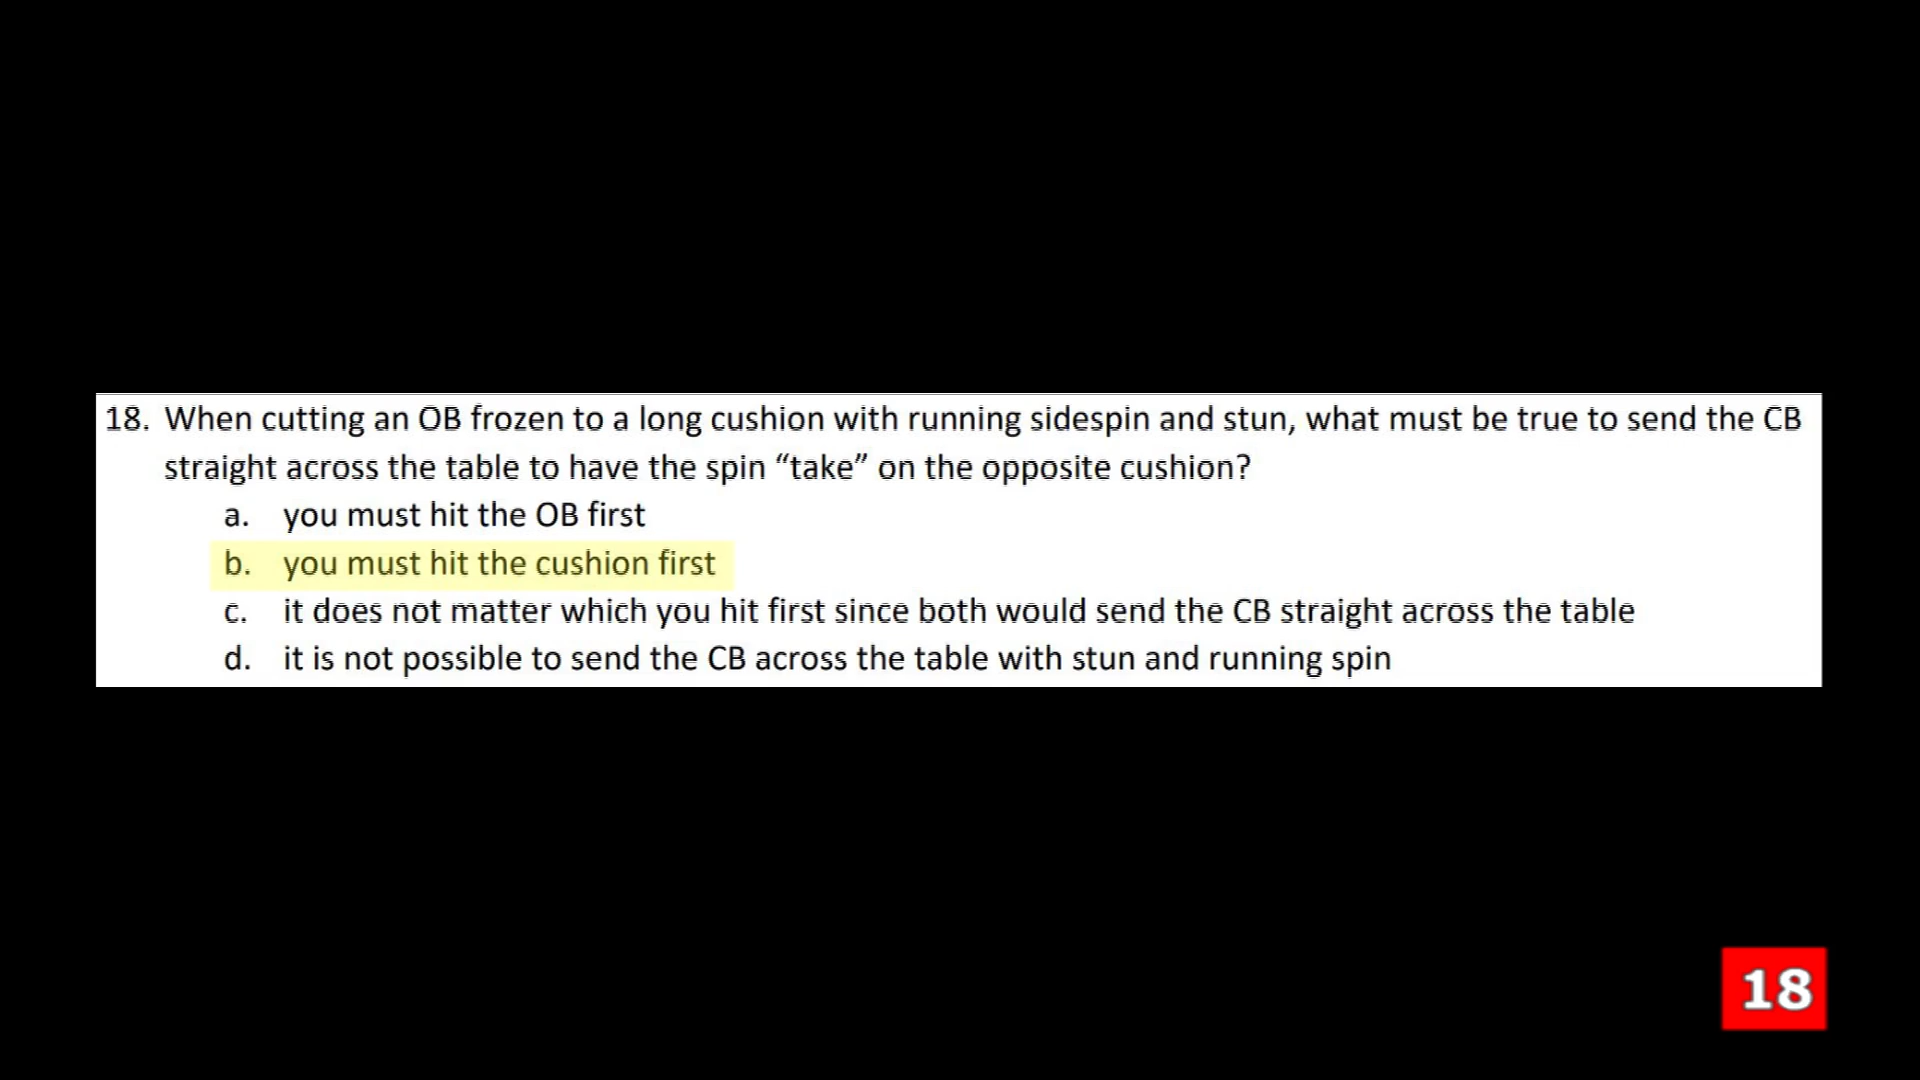 18. When cutting an OB frozen to a long cushion with running sidespin and stun, what must be true to send the CB
straight across the table to have the spin “take” on the opposite cushion?
a. you must hit the OB first
b. you must hit the cushion first
c. it does not matter which you hit first since both would send the CB straight across the table
d. it is not possible to send the CB across the table with stun and running spin
18